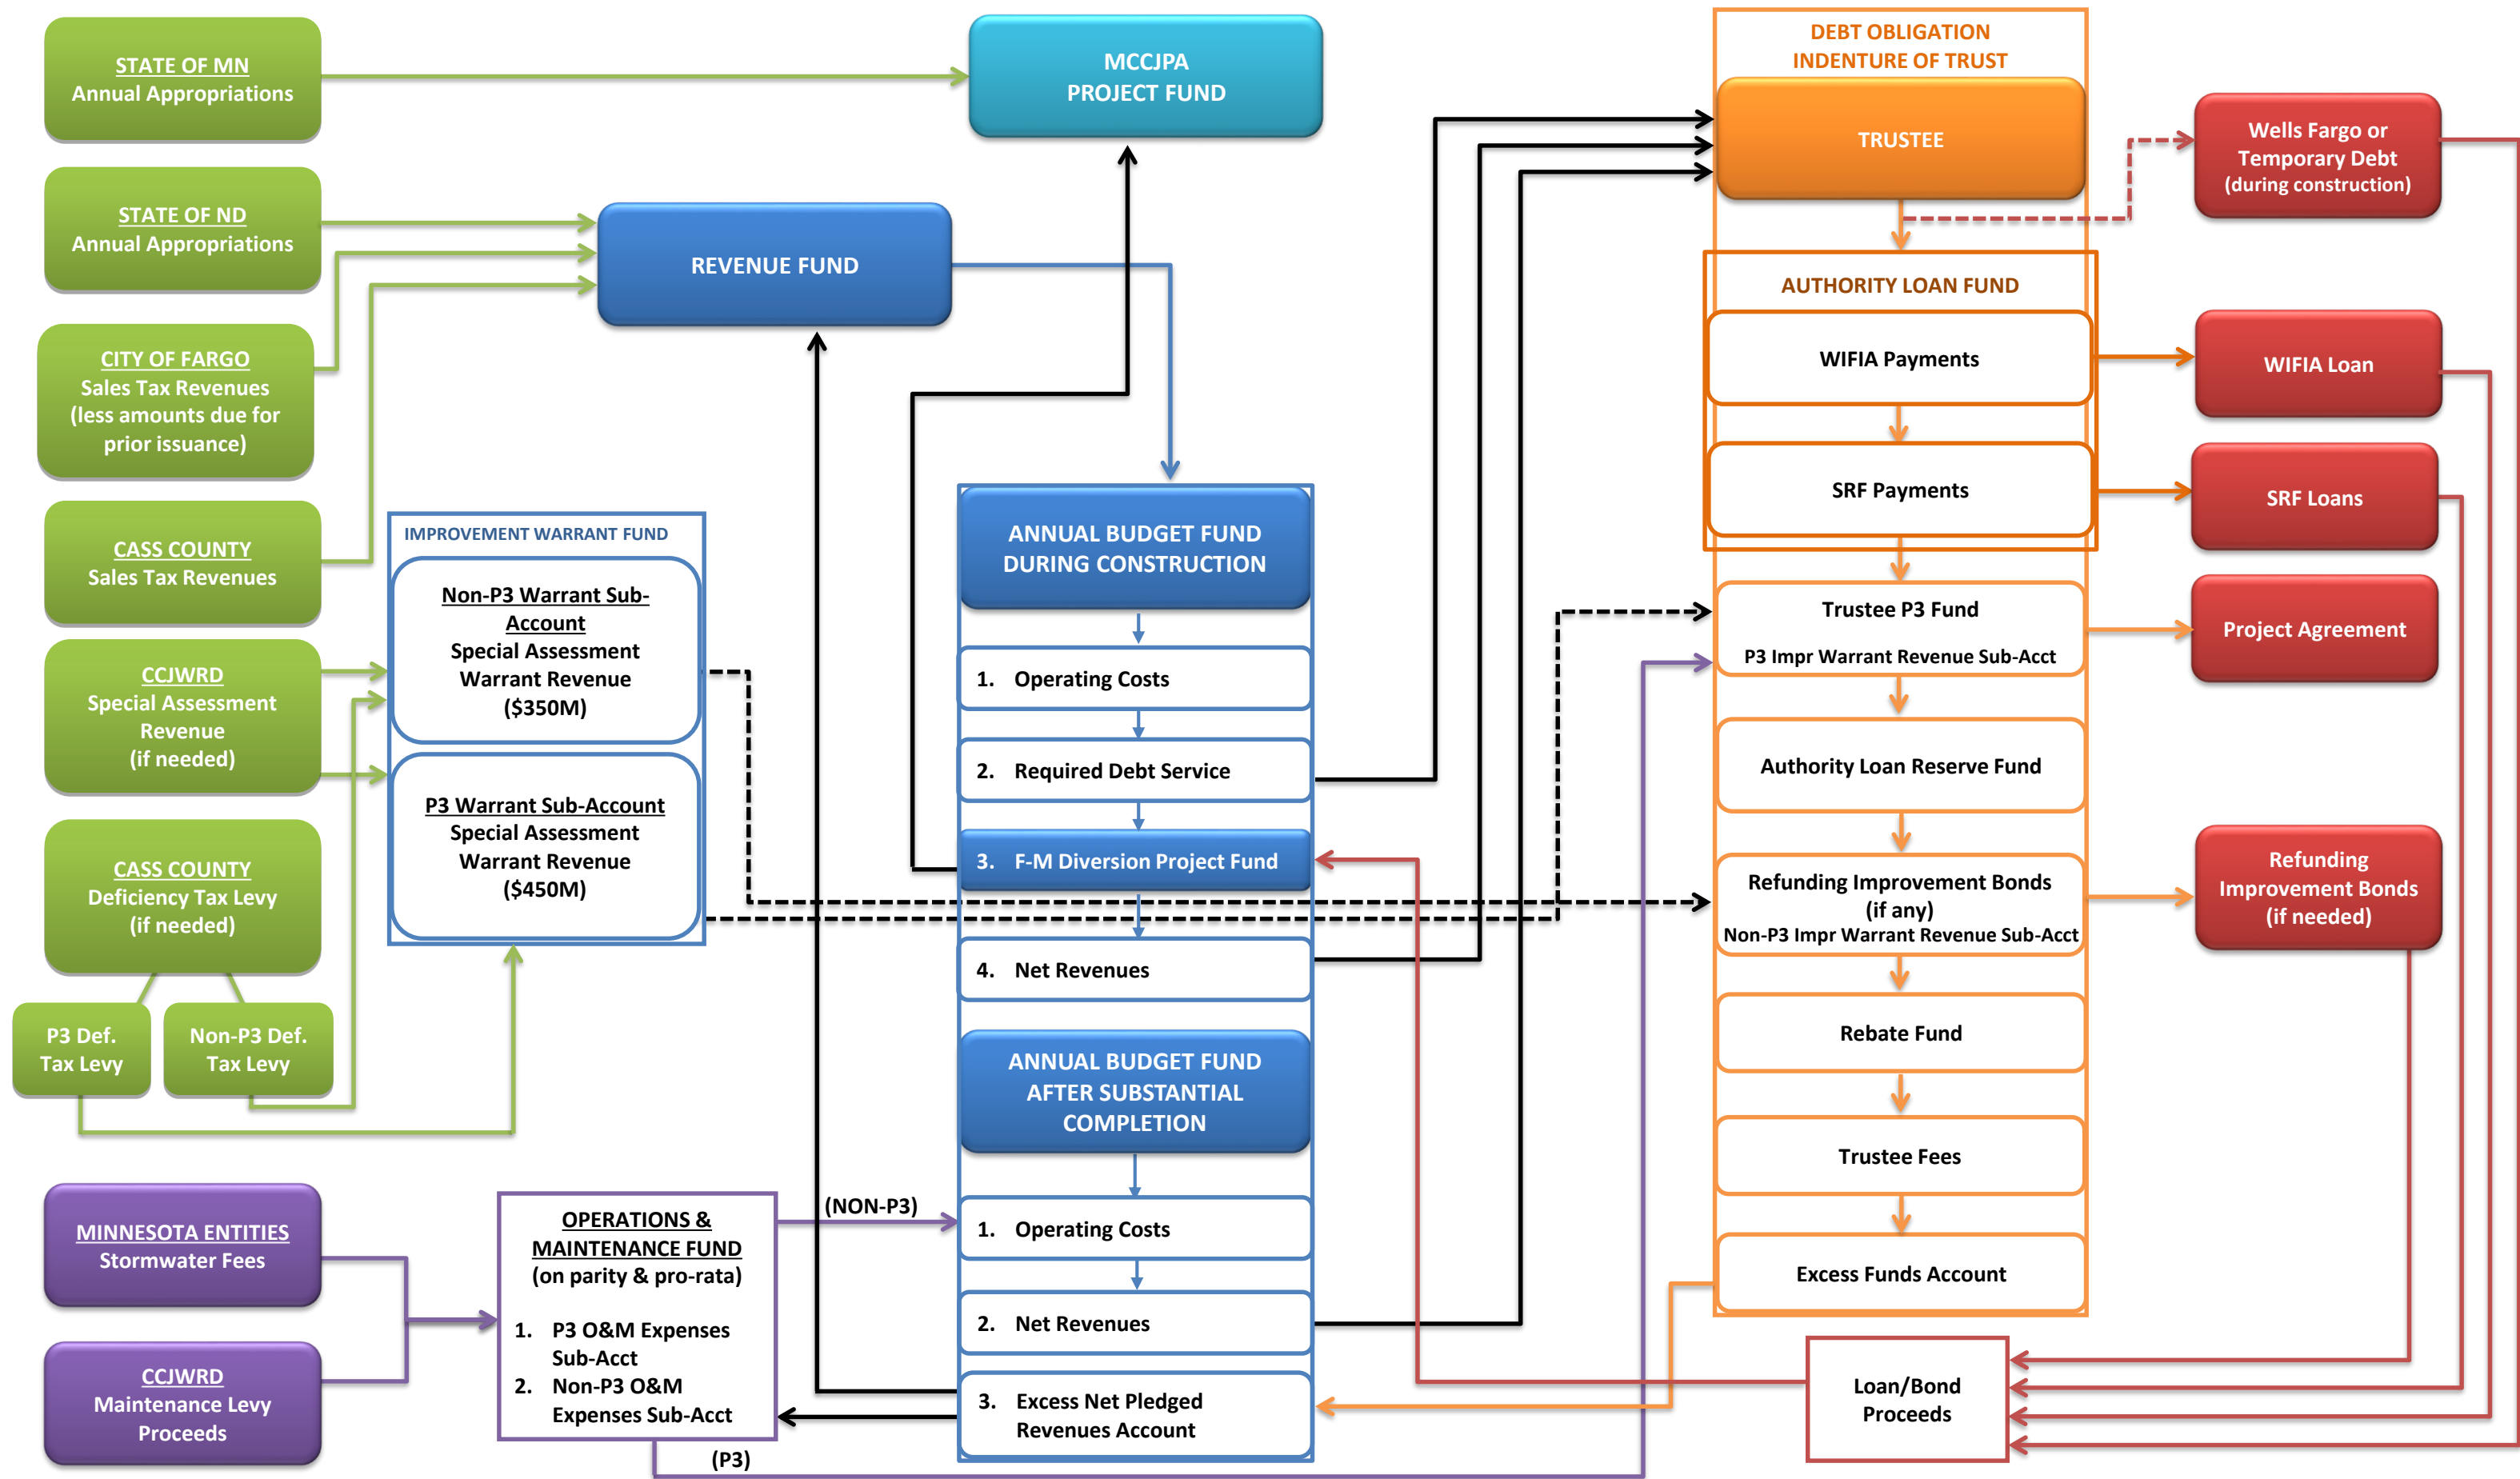 STATE OF MN
Annual Appropriations
STATE OF ND
Annual Appropriations
CITY OF FARGO
Sales Tax Revenues
(less amounts due for
prior issuance)
CASS COUNTY
Sales Tax Revenues
CCJWRD
Special Assessment
Revenue
(if needed)
CASS COUNTY
Deficiency Tax Levy
(if needed)
P3 Def.
Tax Levy
Non-P3 Def.
Tax Levy
MINNESOTA ENTITIES
Stormwater Fees
CCJWRD
Maintenance Levy
Proceeds
IMPROVEMENT WARRANT FUND
Non-P3 Warrant Sub-
Account
Special Assessment
Warrant Revenue
($350M)
P3 Warrant Sub-Account
Special Assessment
Warrant Revenue
($450M)
OPERATIONS &
MAINTENANCE FUND
(on parity & pro-rata)
1. P3 O&M Expenses
Sub-Acct
2. Non-P3 O&M
Expenses Sub-Acct
(NON-P3)
(P3)
REVENUE FUND
MCCJPA
PROJECT FUND
ANNUAL BUDGET FUND
DURING CONSTRUCTION
1. Operating Costs
2. Required Debt Service
3. F-M Diversion Project Fund
4. Net Revenues
ANNUAL BUDGET FUND
AFTER SUBSTANTIAL
COMPLETION
1. Operating Costs
2. Net Revenues
3. Excess Net Pledged
Revenues Account
DEBT OBLIGATION
INDENTURE OF TRUST
TRUSTEE
AUTHORITY LOAN FUND
WIFIA Payments
SRF Payments
Trustee P3 Fund
P3 Impr Warrant Revenue Sub-Acct
Authority Loan Reserve Fund
Refunding Improvement Bonds
(if any)
Non-P3 Impr Warrant Revenue Sub-Acct
Rebate Fund
Trustee Fees
Excess Funds Account
Wells Fargo or
Temporary Debt
(during construction)
WIFIA Loan
SRF Loans
Project Agreement
Refunding
Improvement Bonds
(if needed)
Loan/Bond
Proceeds